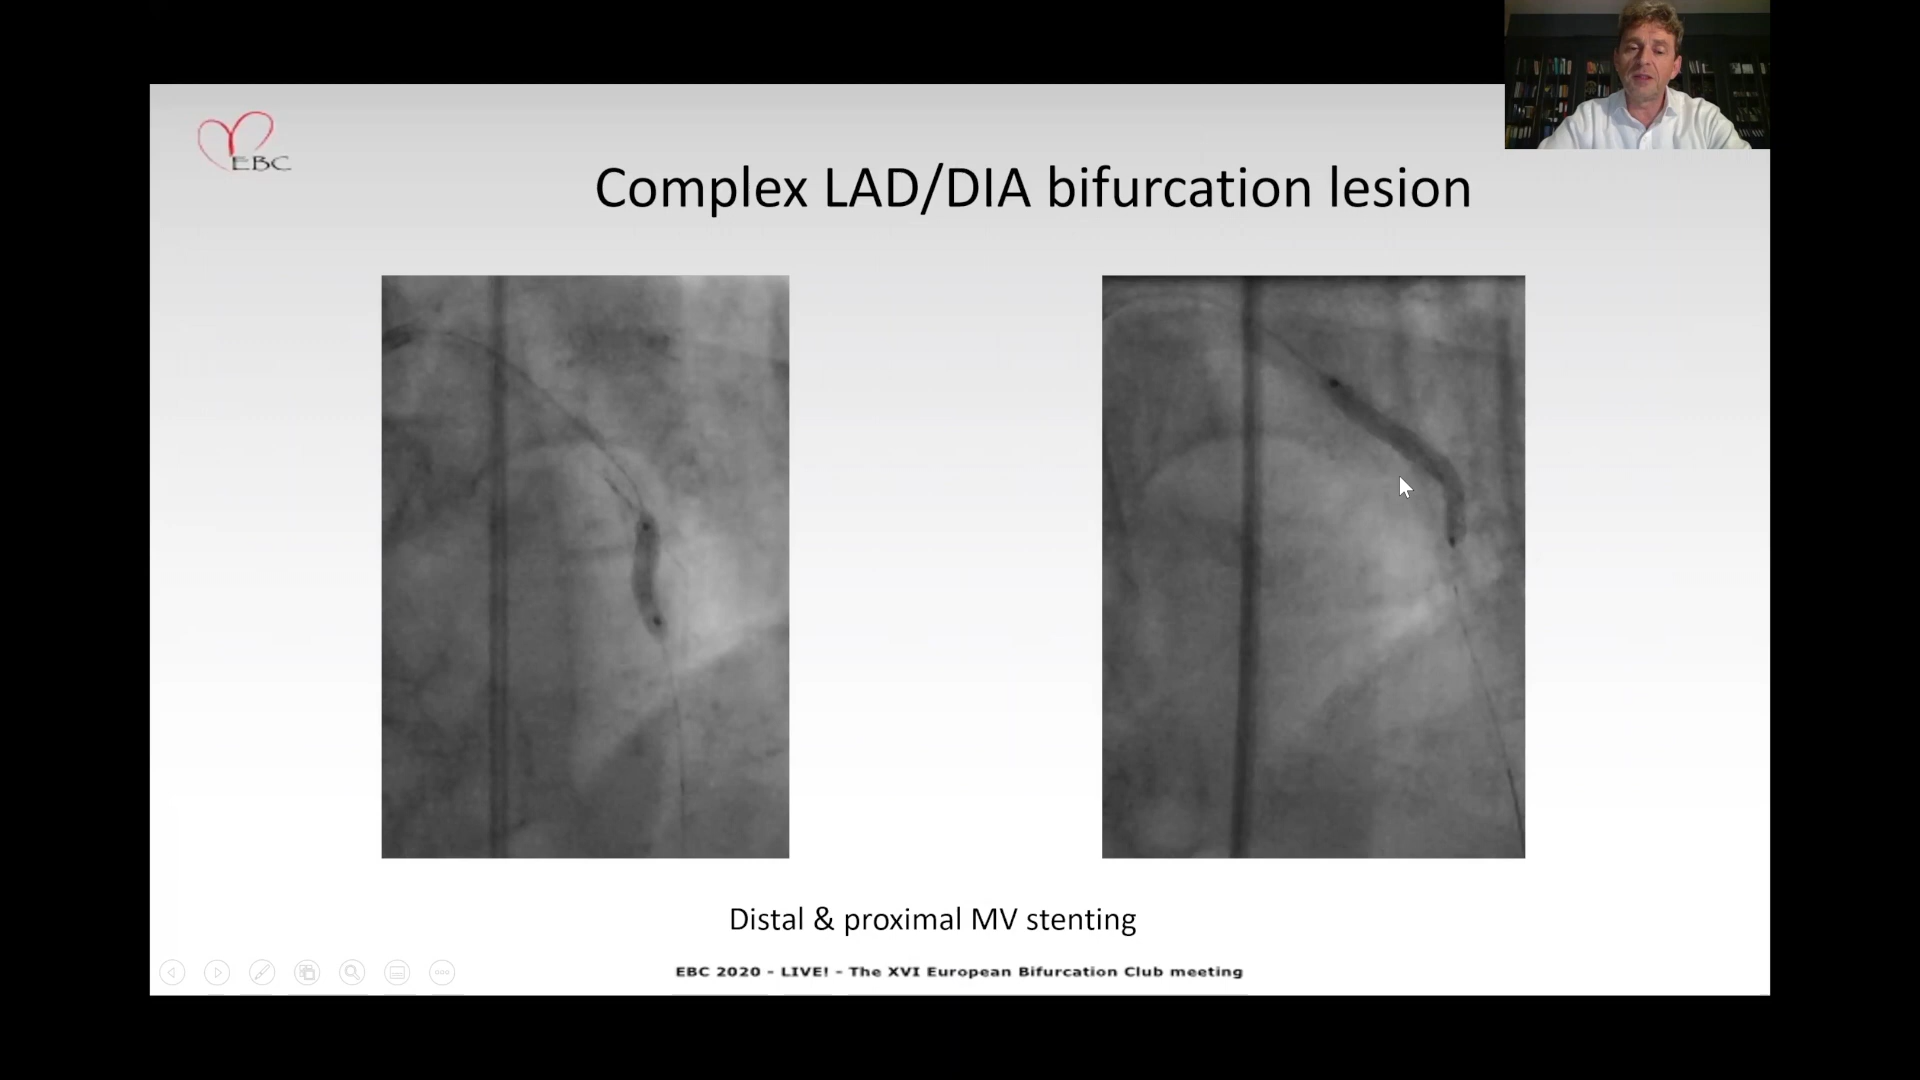 EBC
Complex LAD/DIA bifurcation lesion
Distal & proximal MV stenting
EBC 2020 - LIVE! - The XVI European Bifurcation Club meeting